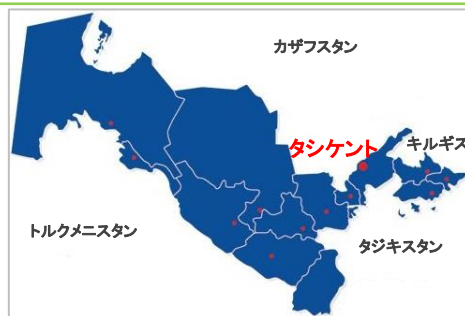 カザフスタン
タシケント
キルギス
トルクメニスタン
タジキスタン